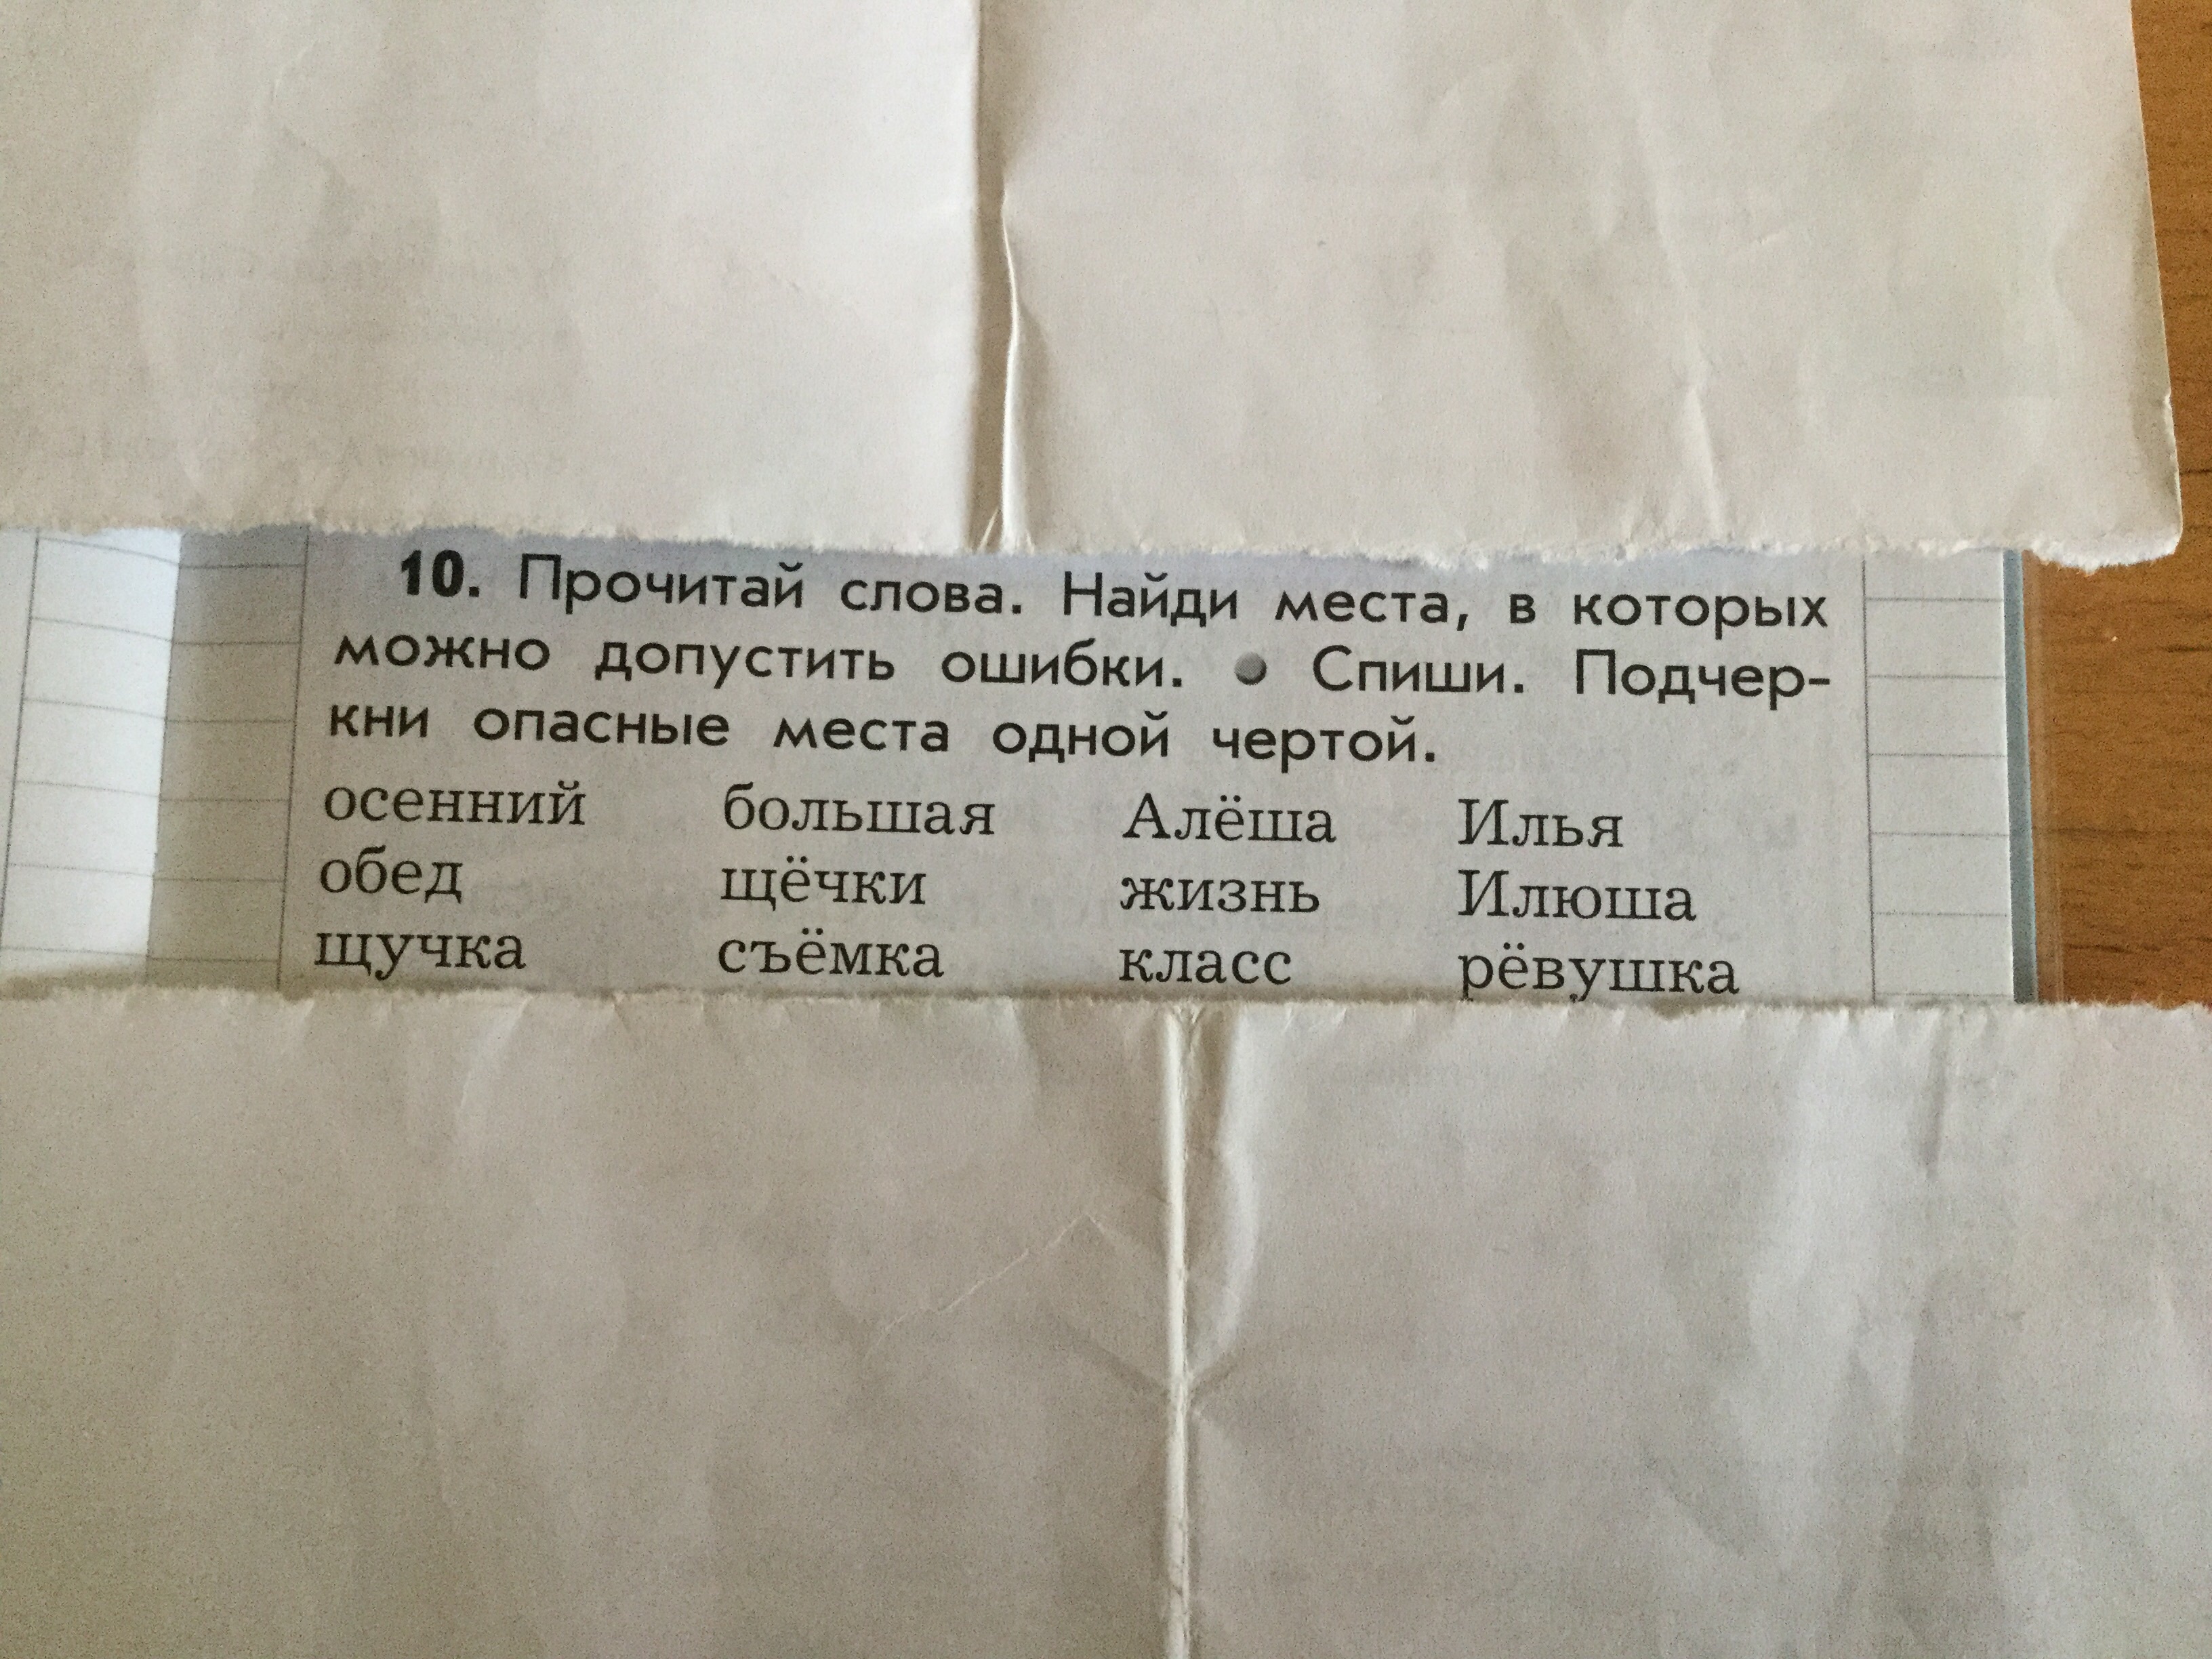 10. Прочитай слова. Найди места, в которых
можно допустить ошибки. ● Спиши. Подчер-
кни опасные места одной чертой.
осенний большая Алёша Илья
обед щёчки жизнь Илюша
щучка съёмка класс рёвушка